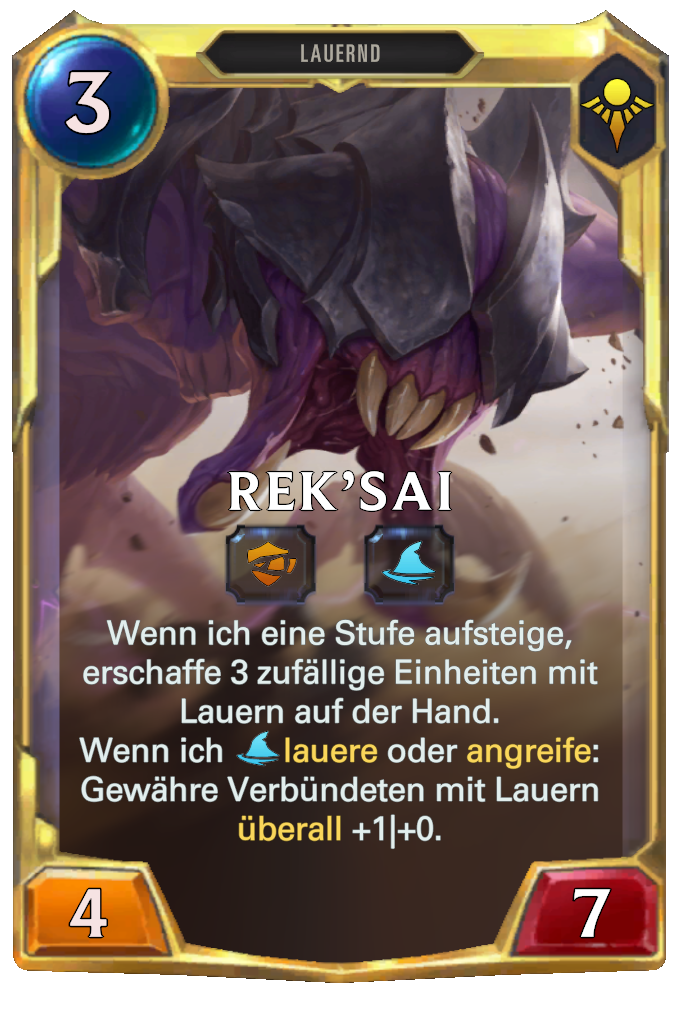 LAUERND
3
REK'SAI
Wenn ich eine Stufe aufsteige,
erschaffe 3 zufällige Einheiten mit
Lauern auf der Hand.
Wenn ich lauere oder angreife:
Gewähre Verbündeten mit Lauern
überall +1|+0.
4
7